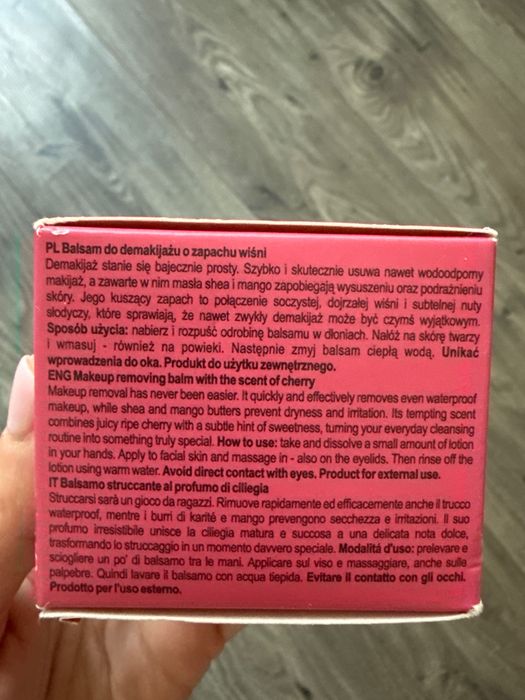 PL Balsam do demakijażu o zapachu wiśni
Demakijaż stanie się bajecznie prosty. Szybko i skutecznie usuwa nawet wodoodporny
makijaż, a zawarte w nim masła shea i mango zapobiegają wysuszeniu oraz podrażnieniu
skóry. Jego kuszący zapach to połączenie soczystej, dojrzałej wiśni i subtelnej nuty
słodyczy, które sprawiają, że nawet zwykły demakijaż może być czymś wyjątkowym.
Sposób użycia: nabierz i rozpuść odrobinę balsamu w dłoniach. Nałóż na skórę twarzy
i wmasuj - również na powieki. Następnie zmyj balsam ciepłą wodą. Unikać
wprowadzenia do oka. Produkt do użytku zewnętrznego.
ENG Makeup removing balm with the scent of cherry
Makeup removal has never been easier. It quickly and effectively removes even waterproof
makeup, while shea and mango butters prevent dryness and irritation. Its tempting scent
combines juicy ripe cherry with a subtle hint of sweetness, turning your everyday cleansing
routine into something truly special. How to use: take and dissolve a small amount of lotion
in your hands. Apply to facial skin and massage in - also on the eyelids. Then rinse off the
lotion using warm water. Avoid direct contact with eyes. Product for external use.
IT Balsamo struccante al profumo di ciliegia
Struccarsi sarà un gioco da ragazzi. Rimuove rapidamente ed efficacemente anche il trucco
waterproof, mentre i burri di karité e mango prevengono secchezza e irritazioni. Il suo
profumo irresistibile unisce la ciliegia matura e succosa a una delicata nota dolce,
trasformando lo struccaggio in un momento davvero speciale. Modalitá d'uso: prelevare e
sciogliere un po' di balsamo tra le mani. Applicare sul viso e massaggiare, anche sulle
palpebre. Quindi lavare il balsamo con acqua tiepida. Evitare il contatto con gli occhi.
Prodotto per l'uso esterno.